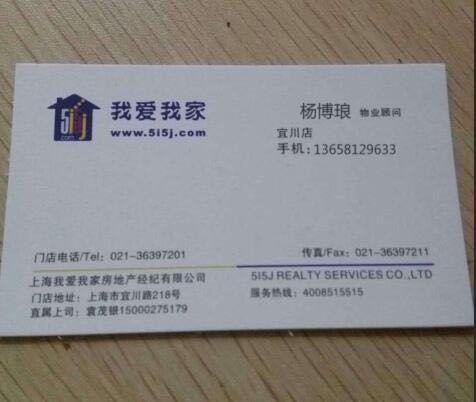 5i5j
.com
我爱我家
www.5i5j.com
杨博琅 物业顾问
宜川店
手机:13658129633
门店电话/Tel: 021-36397201
传真/Fax: 021-36397211
上海我爱我家房地产经纪有限公司
5I5J REALTY SERVICES CO.,LTD
门店地址: 上海市宜川路218号
服务热线: 4008515515
直属上司: 袁茂银15000275179